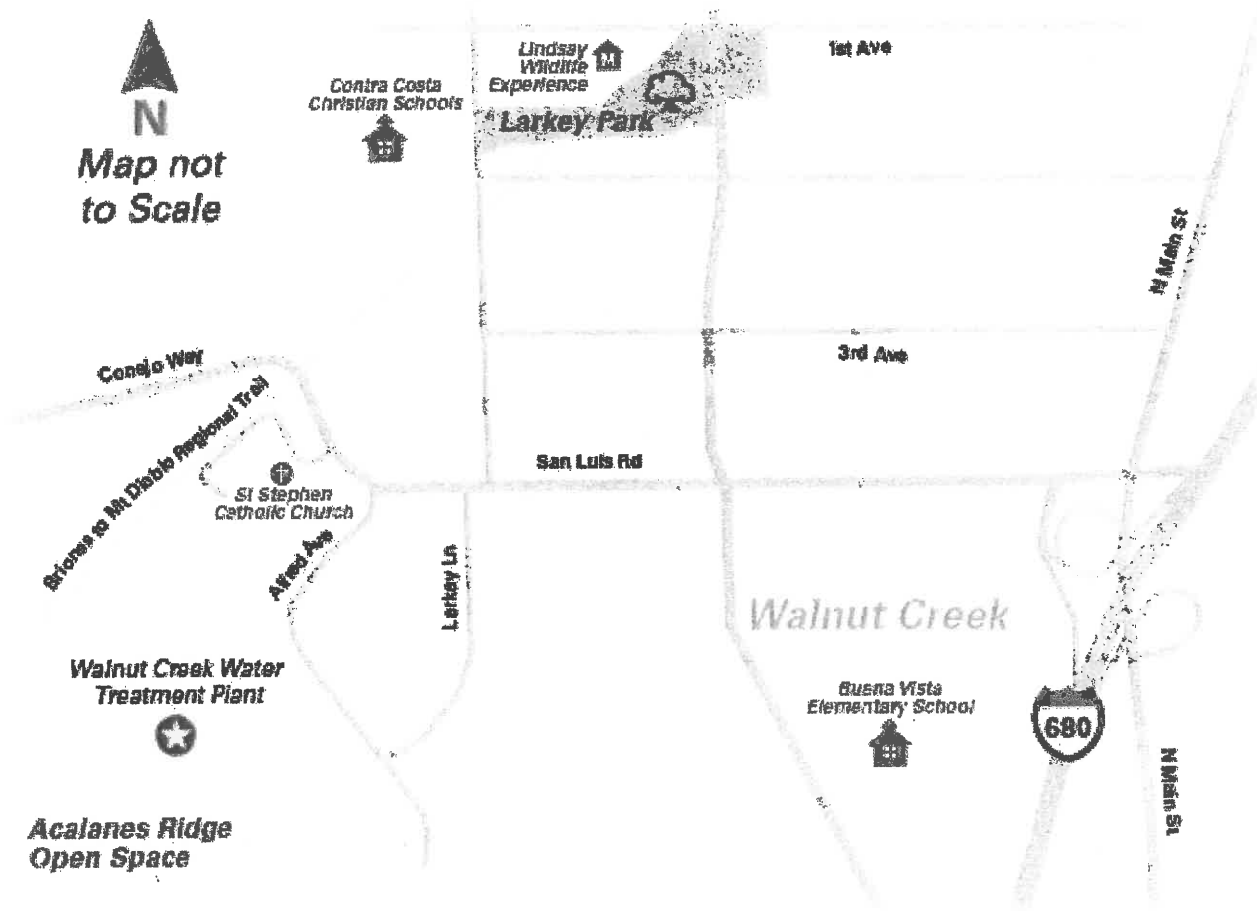 N
Map not
to Scale
Lindsay
Wildlife
Experience
1st Ave
Contra Costa
Christian Schools
Larkey Park
N Main St
3rd Ave
Conejo Way
Briones to Mt Diablo Regional Trail
San Luis Rd
St Stephen
Catholic Church
Alfred Ave
Larkey Ln
Walnut Creek
Walnut Creek Water
Treatment Plant
Buena Vista
Elementary School
680
N Main St
Acalanes Ridge
Open Space